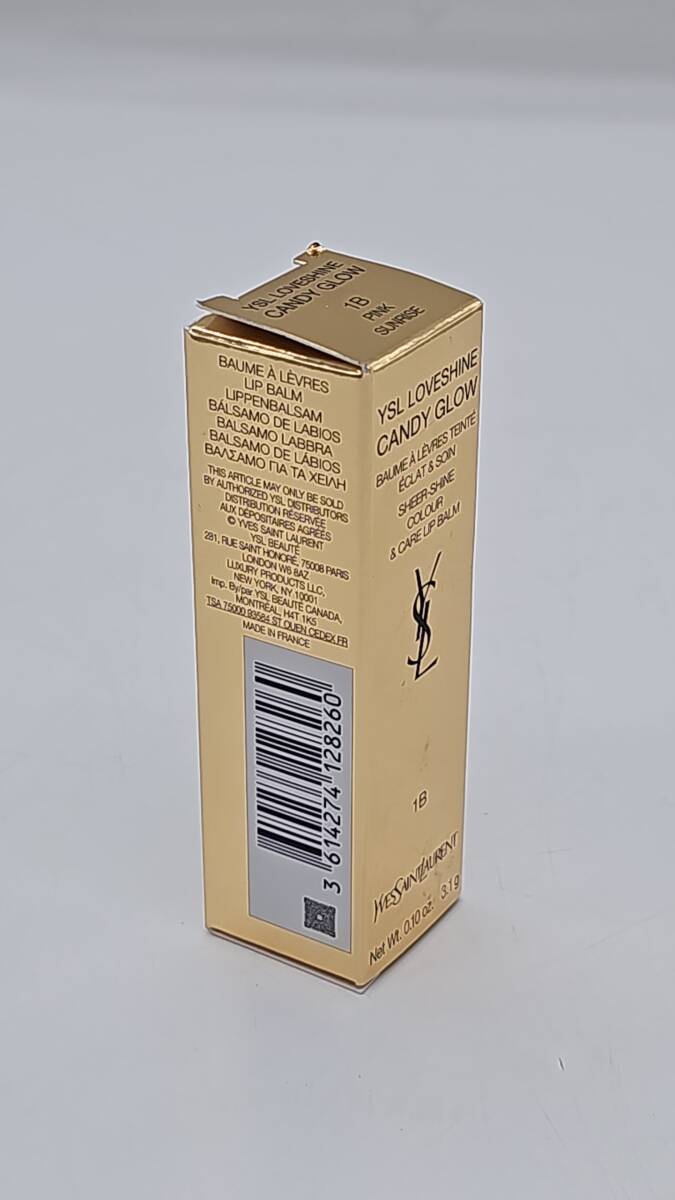 YSL LOVESHINE
CANDY GLOW
1B
PINK
SUNRISE
BAUME À LÈVRES
LIP BALM
LIPPENBALSAM
BÁLSAMO DE LABIOS
BALSAMO LABBRA
BALSAMO DE LÁBIOS
ΒΑΛΣΑΜΟ ΓΙΑ ΤΑ ΧΕΙΛΗ
THIS ARTICLE MAY ONLY BE SOLD
BY AUTHORIZED YSL DISTRIBUTORS
DISTRIBUTION RÉSERVÉE
AUX DÉPOSITAIRES AGRÉÉS
© YVES SAINT LAURENT
YSL BEAUTÉ
281, RUE SAINT HONORÉ, 75008 PARIS
LONDON W6 8AZ
LUXURY PRODUCTS LLC,
NEW YORK, NY 10001
Imp. By/par YSL BEAUTÉ CANADA,
MONTRÉAL, H4T 1K5
TSA 75000 93584 ST OUEN CEDEX FR
MADE IN FRANCE
3 614274 128260
YSL LOVESHINE
CANDY GLOW
BAUME À LÈVRES TEINTÉ
ÉCLAT & SOIN
SHEER-SHINE
COLOUR
& CARE LIP BALM
YSL
1B
YVESSAINTLAURENT
Net Wt. 0.10 oz. 3.1 g